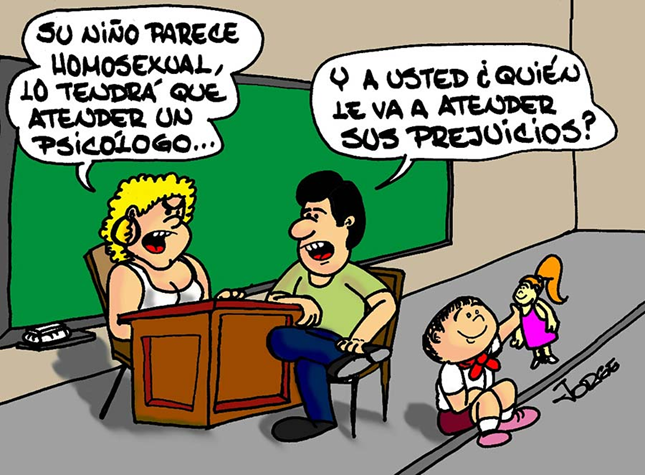 SU NIÑO PARECE
HOMOSEXUAL,
LO TENDRÁ QUE
ATENDER UN
PSICÓLOGO...
Y A USTED ¿QUIÉN
LE VA A ATENDER
SUS PREJUICIOS?
JORGE